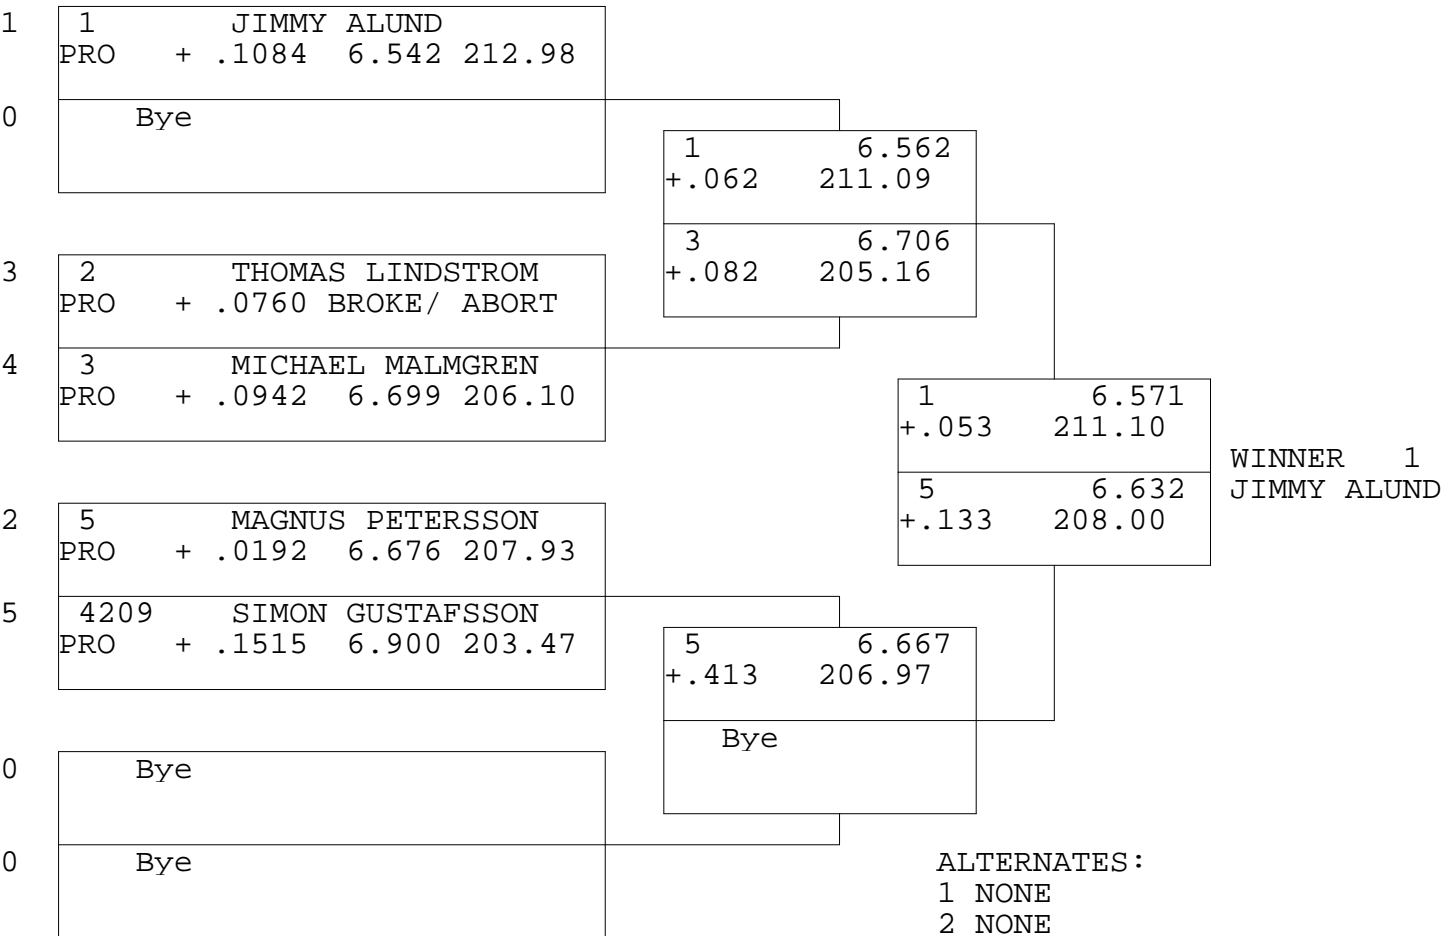 1 1 JIMMY ALUND
PRO + .1084 6.542 212.98
0 Bye
1 6.562
+.062 211.09
3 6.706
+.082 205.16
3 2 THOMAS LINDSTROM
PRO + .0760 BROKE/ ABORT
4 3 MICHAEL MALMGREN
PRO + .0942 6.699 206.10
1 6.571
+.053 211.10
5 6.632
+.133 208.00
WINNER 1
JIMMY ALUND
2 5 MAGNUS PETERSSON
PRO + .0192 6.676 207.93
5 4209 SIMON GUSTAFSSON
PRO + .1515 6.900 203.47
5 6.667
+.413 206.97
Bye
0 Bye
0 Bye
ALTERNATES:
1 NONE
2 NONE